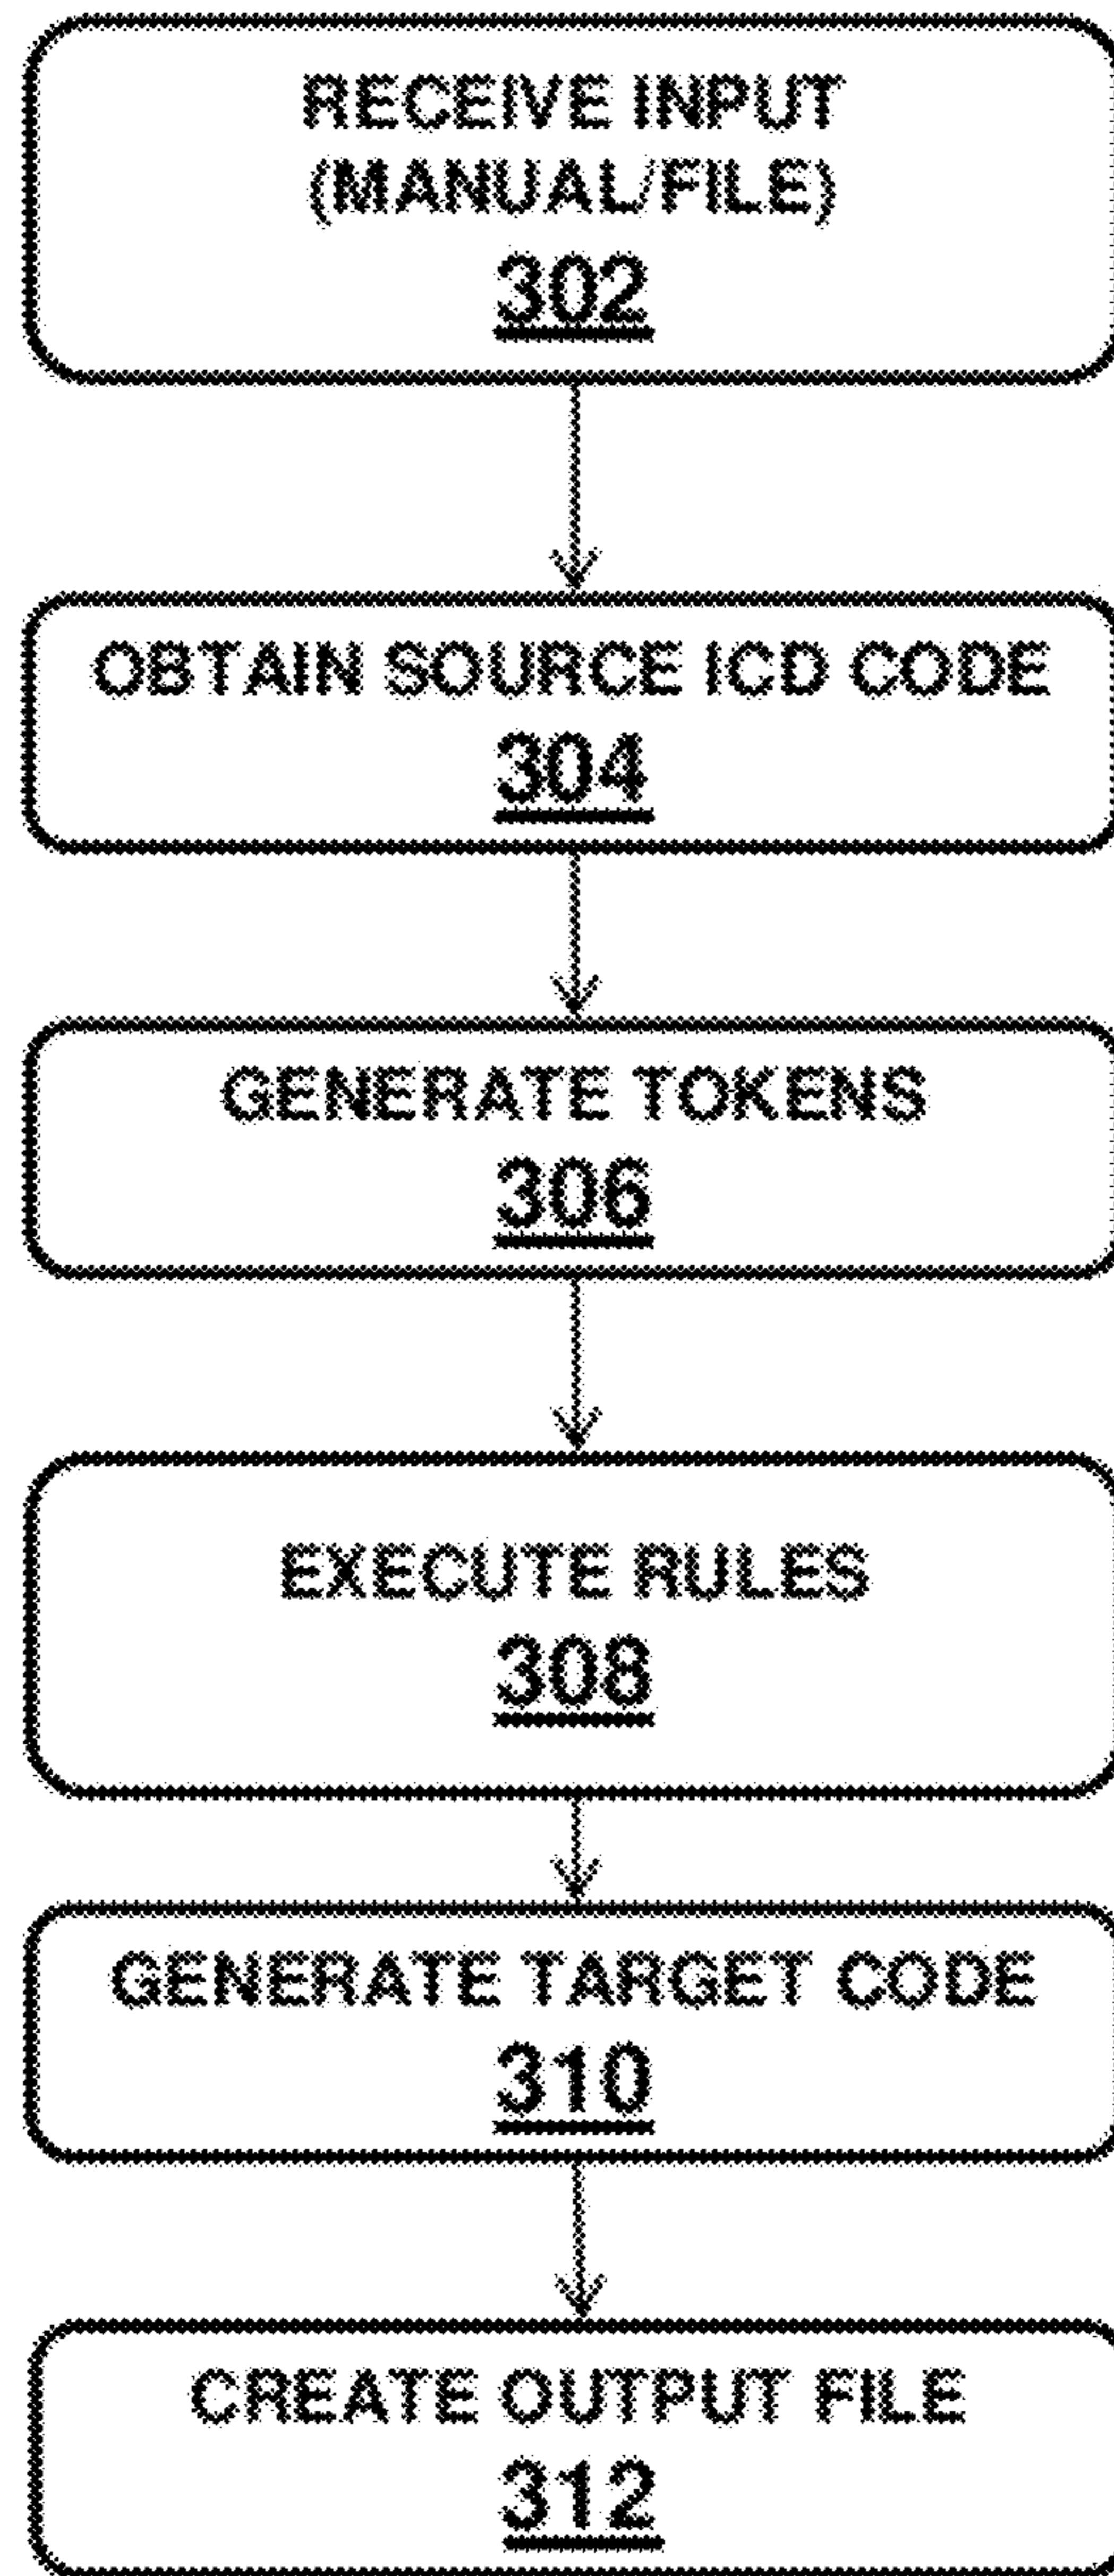 RECEIVE INPUT
(MANUAL/FILE)
302
OBTAIN SOURCE ICD CODE
304
GENERATE TOKENS
306
EXECUTE RULES
308
GENERATE TARGET CODE
310
CREATE OUTPUT FILE
312